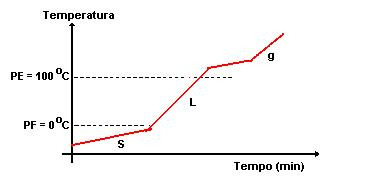 Temperatura
g
PE = 100 °C
L
PF = 0 °C
S
Tempo (min)